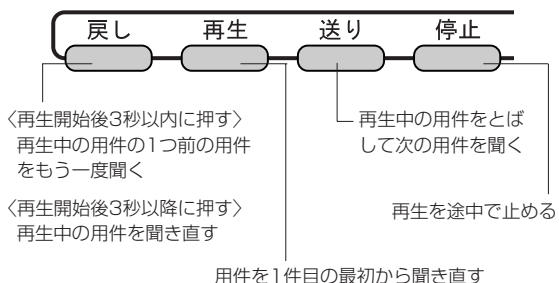 戻し
再生
送り
停止
〈再生開始後3秒以内に押す〉
再生中の用件の1つ前の用件
をもう一度聞く
〈再生開始後3秒以降に押す〉
再生中の用件を聞き直す
再生中の用件をとば
して次の用件を聞く
再生を途中で止める
用件を1件目の最初から聞き直す